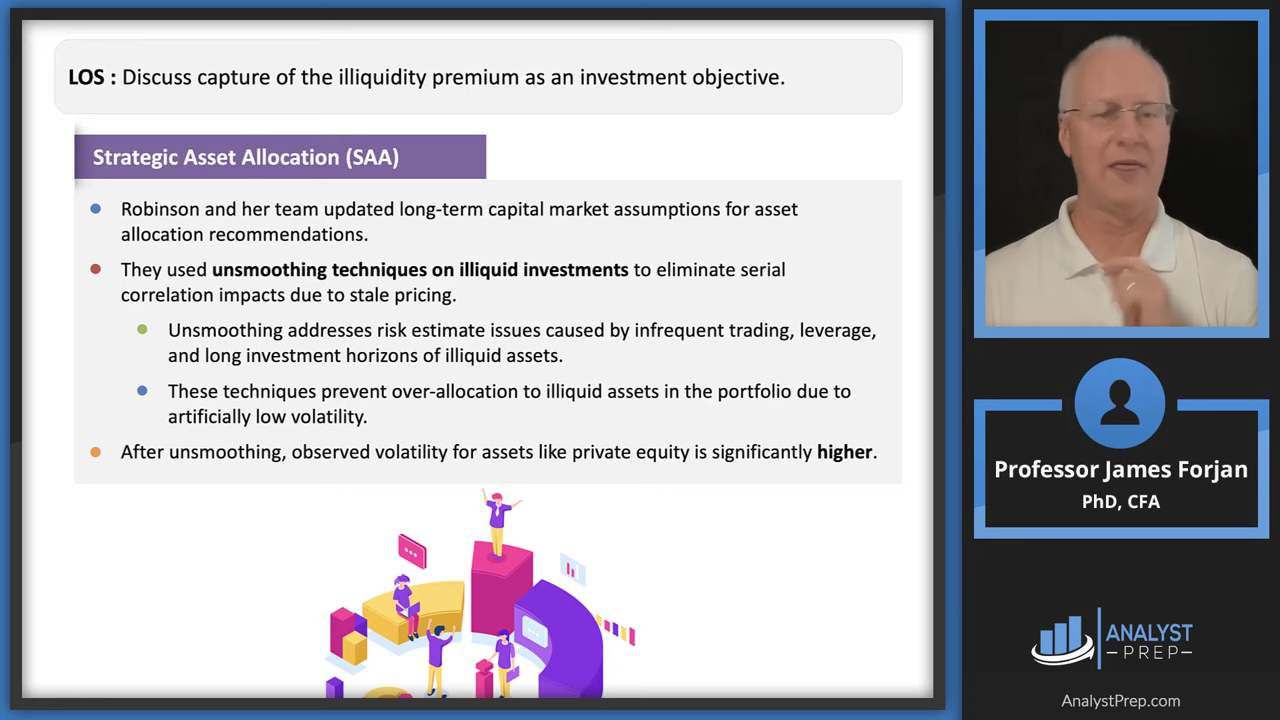 LOS : Discuss capture of the illiquidity premium as an investment objective.
Strategic Asset Allocation (SAA)
Robinson and her team updated long-term capital market assumptions for asset
allocation recommendations.
They used unsmoothing techniques on illiquid investments to eliminate serial
correlation impacts due to stale pricing.
Unsmoothing addresses risk estimate issues caused by infrequent trading, leverage,
and long investment horizons of illiquid assets.
These techniques prevent over-allocation to illiquid assets in the portfolio due to
artificially low volatility.
After unsmoothing, observed volatility for assets like private equity is significantly higher.
Professor James Forjan
PhD, CFA
ANALYST
PREP
AnalystPrep.com